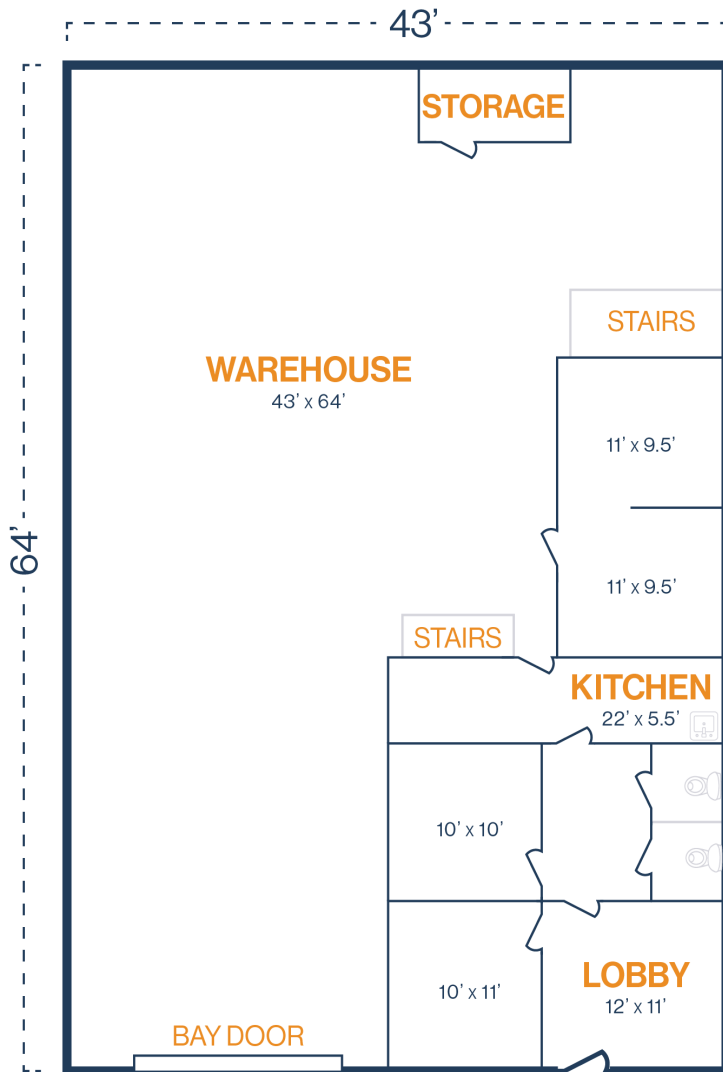 43’
STORAGE
STAIRS
WAREHOUSE
43’ x 64’
11’ x 9.5’
64’
11’ x 9.5’
STAIRS
KITCHEN
22’ x 5.5’
10’ x 10’
LOBBY
12’ x 11’
10’ x 11’
BAY DOOR